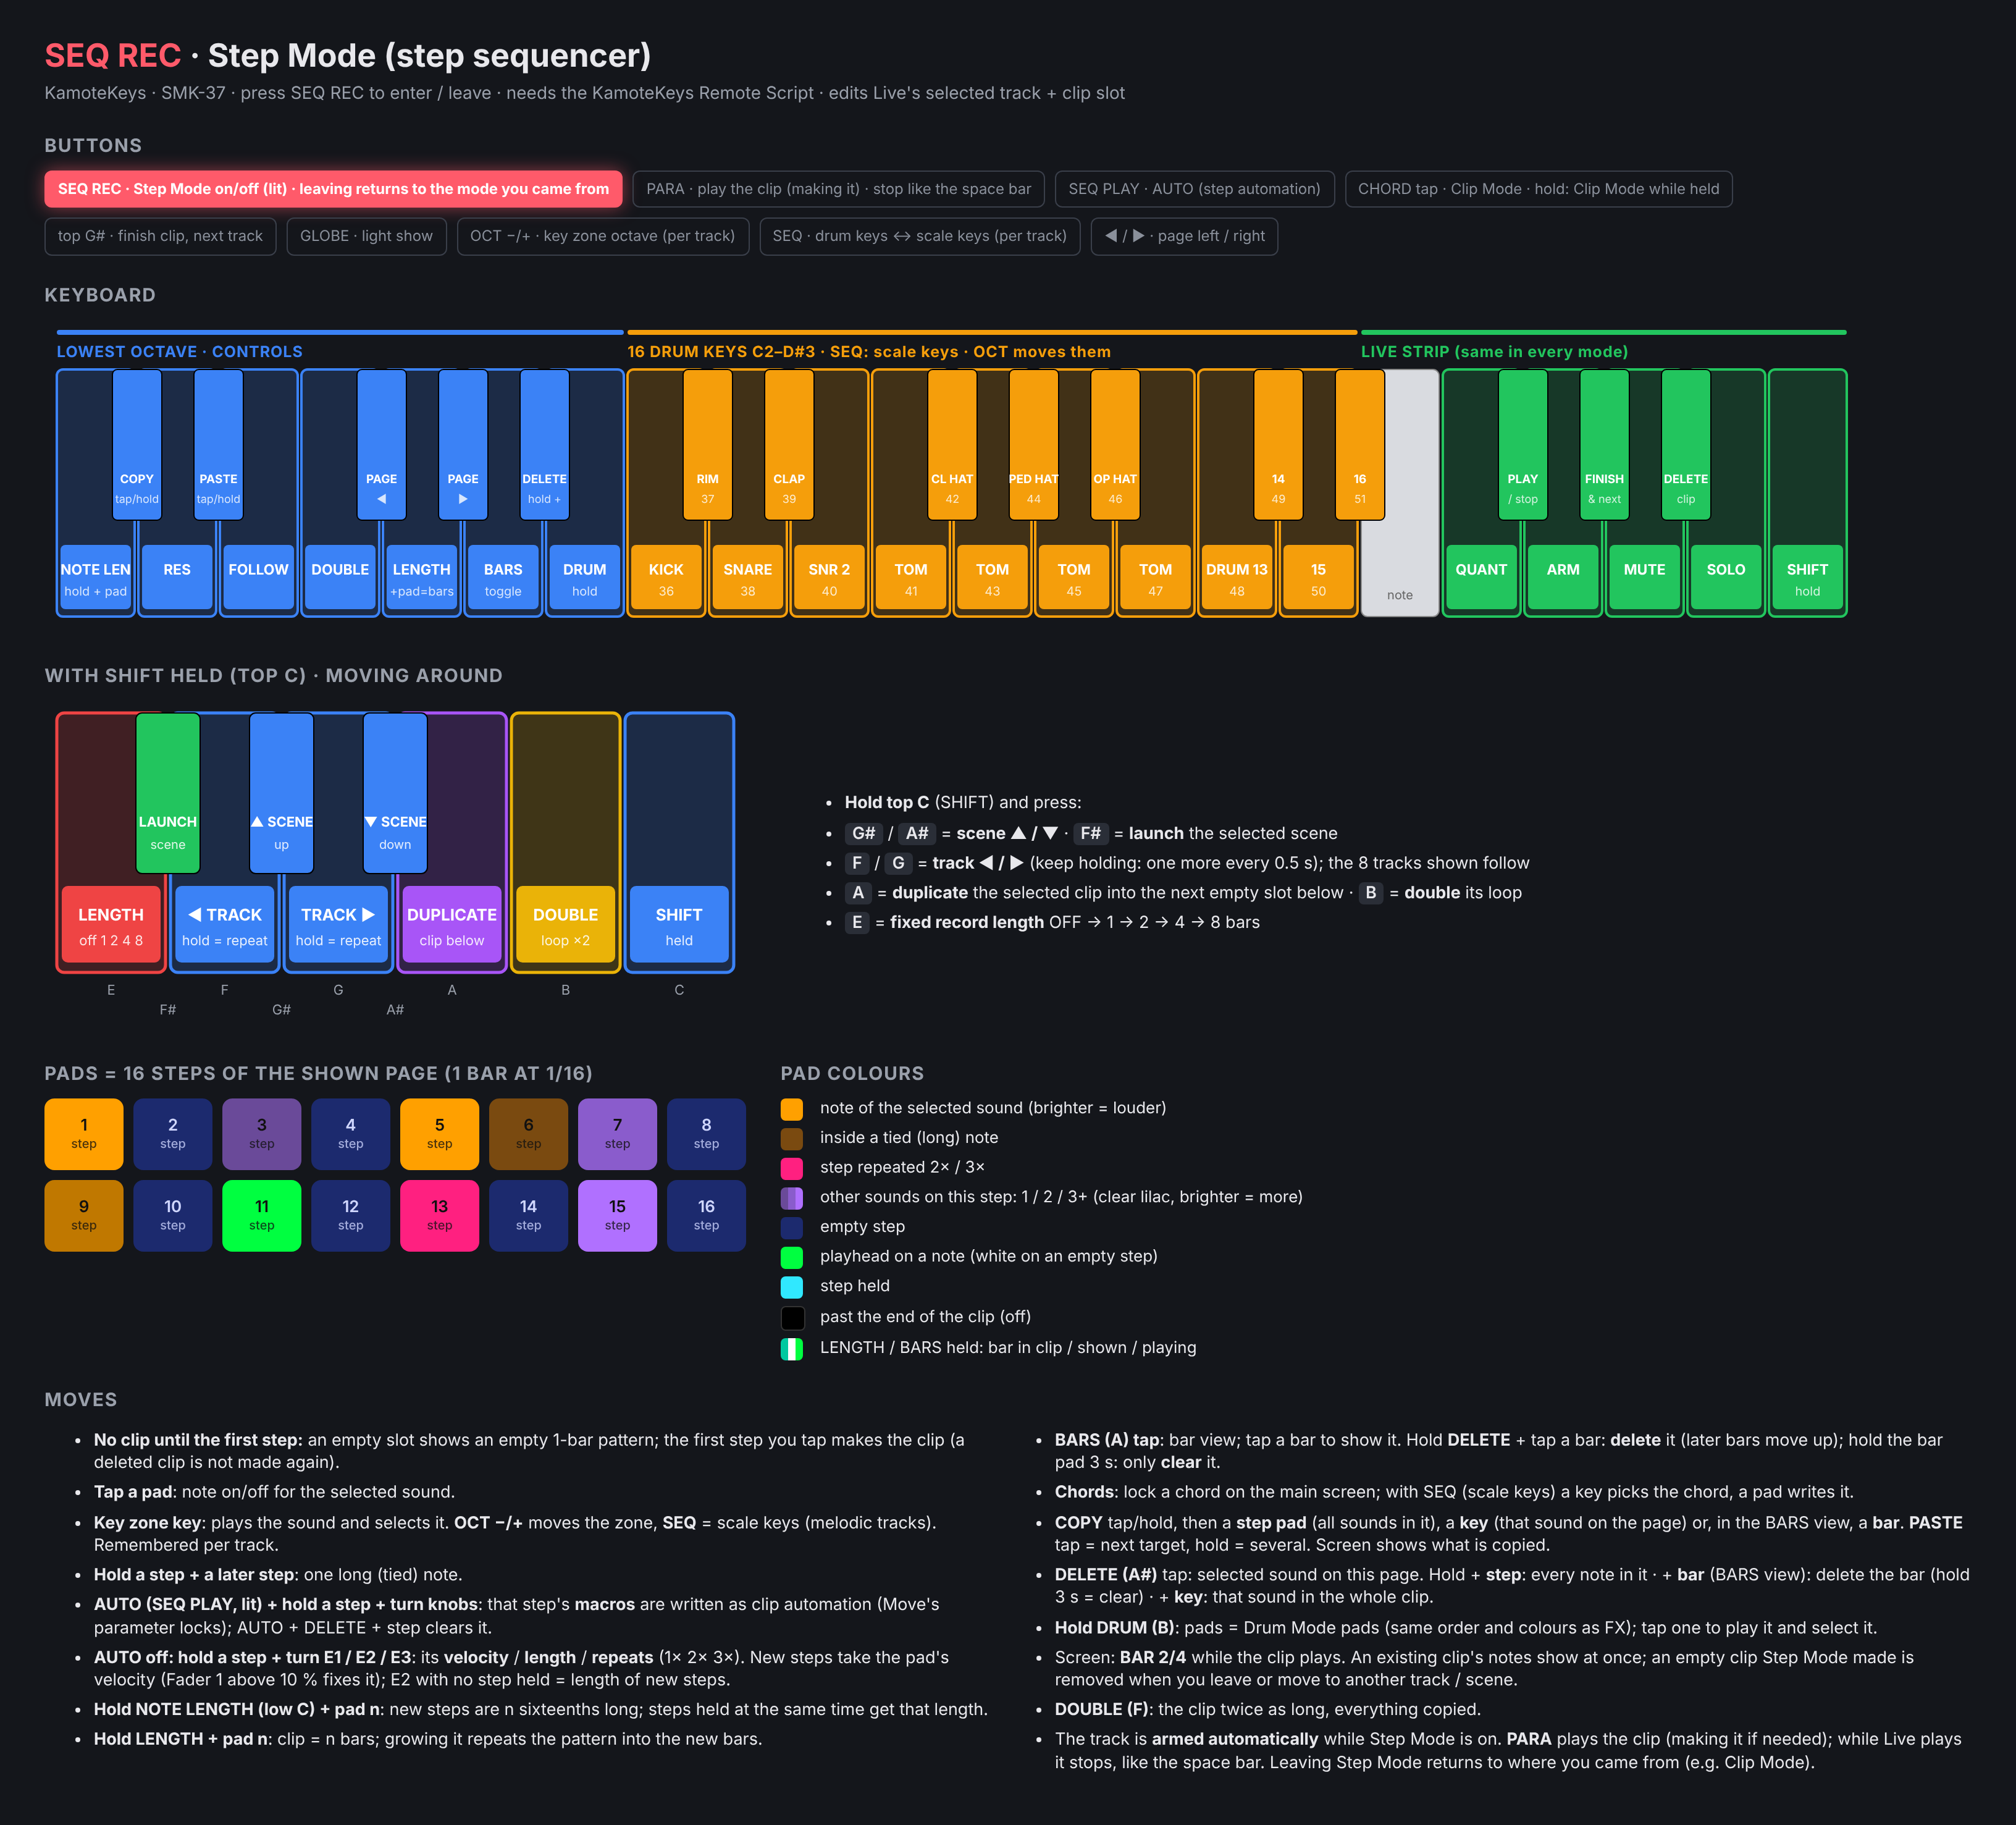 SEQ REC · Step Mode (step sequencer)
KamoteKeys · SMK-37 · press SEQ REC to enter / leave · needs the KamoteKeys Remote Script · edits Live's selected track + clip slot
BUTTONS
SEQ REC · Step Mode on/off (lit) · leaving returns to the mode you came from
PARA · play the clip (making it) · stop like the space bar
SEQ PLAY · AUTO (step automation)
CHORD tap · Clip Mode · hold: Clip Mode while held
top G# · finish clip, next track
GLOBE · light show
OCT −/+ · key zone octave (per track)
SEQ · drum keys ↔ scale keys (per track)
◀ / ▶ · page left / right
KEYBOARD
LOWEST OCTAVE · CONTROLS
16 DRUM KEYS C2–D#3 · SEQ: scale keys · OCT moves them
LIVE STRIP (same in every mode)
COPY
tap/hold
PASTE
tap/hold
PAGE
◀
PAGE
▶
DELETE
hold +
RIM
37
CLAP
39
CL HAT
42
PED HAT
44
OP HAT
46
14
49
16
51
PLAY
/ stop
FINISH
& next
DELETE
clip
NOTE LEN
hold + pad
RES
FOLLOW
DOUBLE
LENGTH
+pad=bars
BARS
toggle
DRUM
hold
KICK
36
SNARE
38
SNR 2
40
TOM
41
TOM
43
TOM
45
TOM
47
DRUM 13
48
15
50
note
QUANT
ARM
MUTE
SOLO
SHIFT
hold
WITH SHIFT HELD (TOP C) · MOVING AROUND
LAUNCH
scene
▲ SCENE
up
▼ SCENE
down
LENGTH
off 1 2 4 8
◀ TRACK
hold = repeat
TRACK ▶
hold = repeat
DUPLICATE
clip below
DOUBLE
loop ×2
SHIFT
held
E
F
G
A
B
C
F#
G#
A#
• Hold top C (SHIFT) and press:
• G# / A# = scene ▲ / ▼ · F# = launch the selected scene
• F / G = track ◀ / ▶ (keep holding: one more every 0.5 s); the 8 tracks shown follow
• A = duplicate the selected clip into the next empty slot below · B = double its loop
• E = fixed record length OFF → 1 → 2 → 4 → 8 bars
PADS = 16 STEPS OF THE SHOWN PAGE (1 BAR AT 1/16)
1
step
2
step
3
step
4
step
5
step
6
step
7
step
8
step
9
step
10
step
11
step
12
step
13
step
14
step
15
step
16
step
PAD COLOURS
note of the selected sound (brighter = louder)
inside a tied (long) note
step repeated 2× / 3×
other sounds on this step: 1 / 2 / 3+ (clear lilac, brighter = more)
empty step
playhead on a note (white on an empty step)
step held
past the end of the clip (off)
LENGTH / BARS held: bar in clip / shown / playing
MOVES
• No clip until the first step: an empty slot shows an empty 1-bar pattern; the first step you tap makes the clip (a
deleted clip is not made again).
• Tap a pad: note on/off for the selected sound.
• Key zone key: plays the sound and selects it. OCT −/+ moves the zone, SEQ = scale keys (melodic tracks).
Remembered per track.
• Hold a step + a later step: one long (tied) note.
• AUTO (SEQ PLAY, lit) + hold a step + turn knobs: that step's macros are written as clip automation (Move's
parameter locks); AUTO + DELETE + step clears it.
• AUTO off: hold a step + turn E1 / E2 / E3: its velocity / length / repeats (1× 2× 3×). New steps take the pad's
velocity (Fader 1 above 10 % fixes it); E2 with no step held = length of new steps.
• Hold NOTE LENGTH (low C) + pad n: new steps are n sixteenths long; steps held at the same time get that length.
• Hold LENGTH + pad n: clip = n bars; growing it repeats the pattern into the new bars.
• BARS (A) tap: bar view; tap a bar to show it. Hold DELETE + tap a bar: delete it (later bars move up); hold the bar
pad 3 s: only clear it.
• Chords: lock a chord on the main screen; with SEQ (scale keys) a key picks the chord, a pad writes it.
• COPY tap/hold, then a step pad (all sounds in it), a key (that sound on the page) or, in the BARS view, a bar. PASTE
tap = next target, hold = several. Screen shows what is copied.
• DELETE (A#) tap: selected sound on this page. Hold + step: every note in it · + bar (BARS view): delete the bar (hold
3 s = clear) · + key: that sound in the whole clip.
• Hold DRUM (B): pads = Drum Mode pads (same order and colours as FX); tap one to play it and select it.
• Screen: BAR 2/4 while the clip plays. An existing clip's notes show at once; an empty clip Step Mode made is
removed when you leave or move to another track / scene.
• DOUBLE (F): the clip twice as long, everything copied.
• The track is armed automatically while Step Mode is on. PARA plays the clip (making it if needed); while Live plays
it stops, like the space bar. Leaving Step Mode returns to where you came from (e.g. Clip Mode).